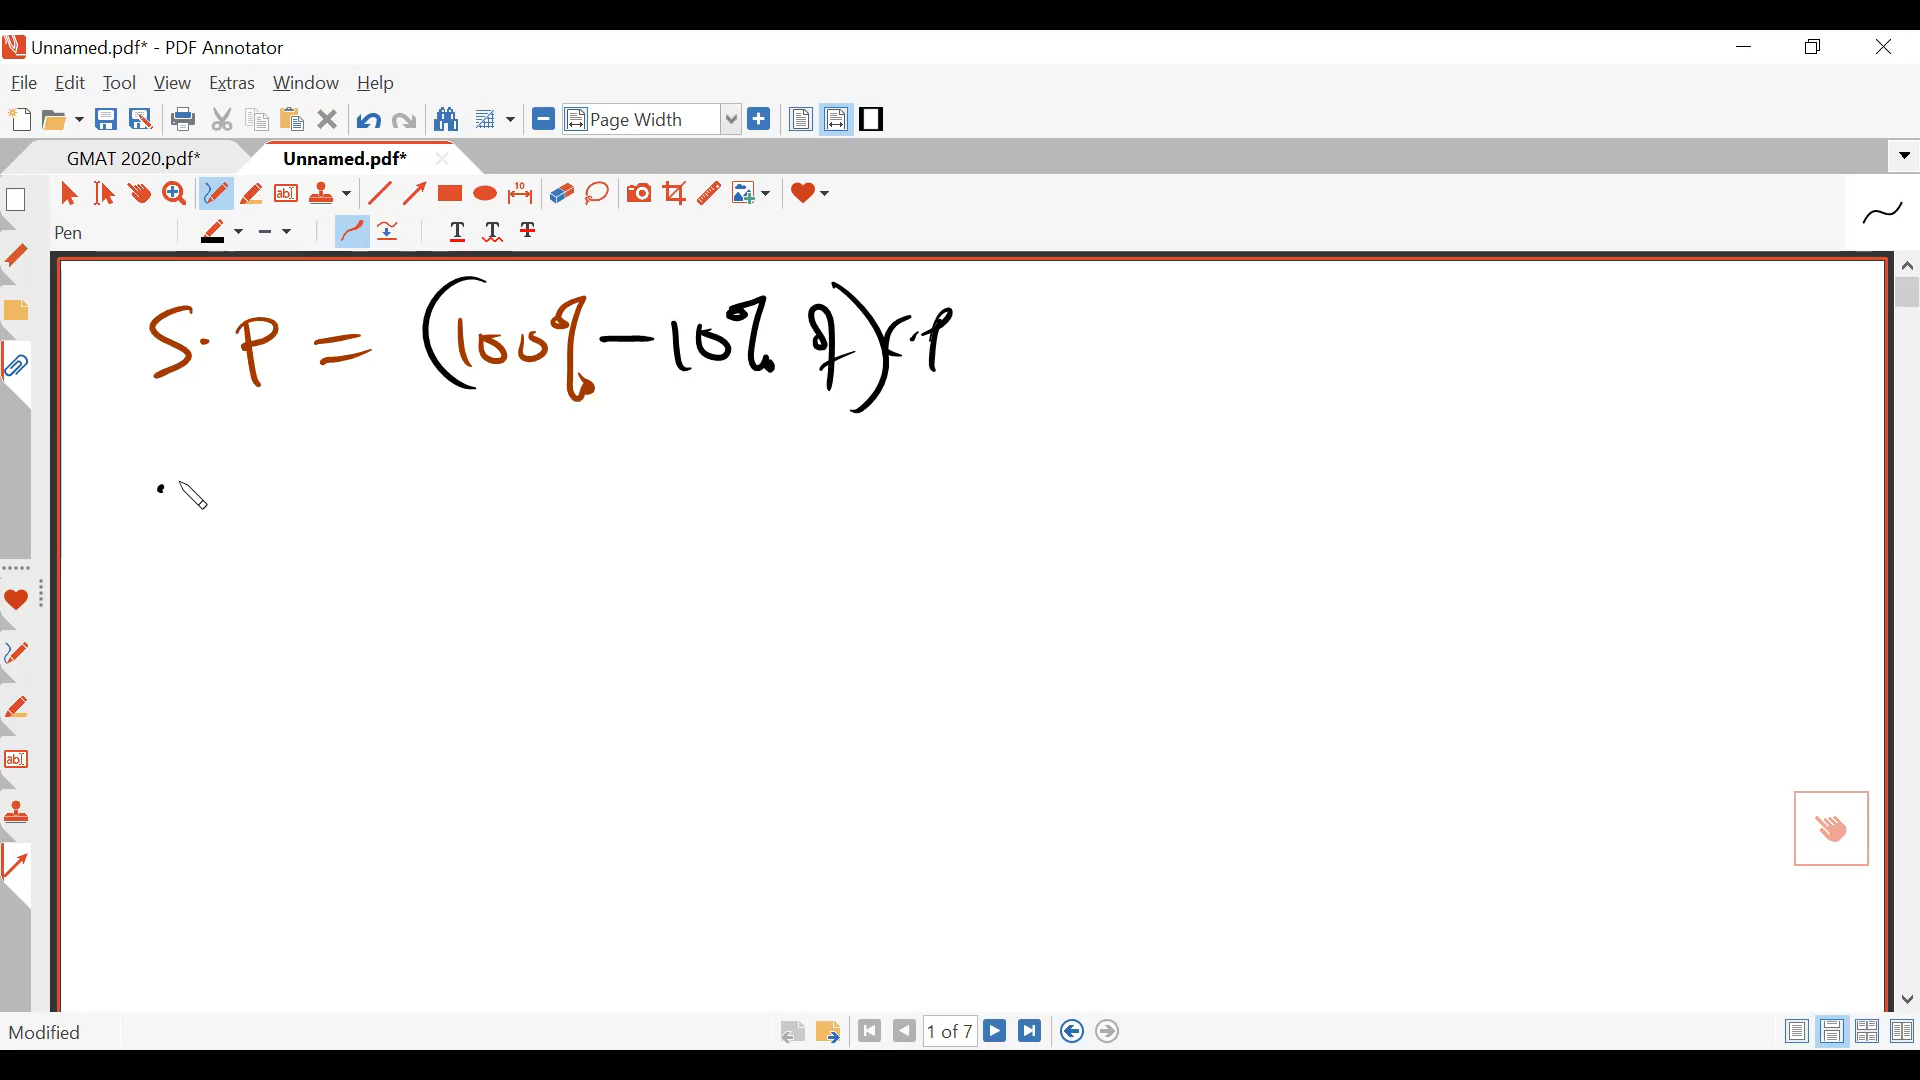 Unnamed.pdf* - PDF Annotator
File Edit Tool View Extras Window Help
Page Width
GMAT 2020.pdf* Unnamed.pdf*
Pen
S.P = (100% - 10% of) C.P
Modified
1 of 7